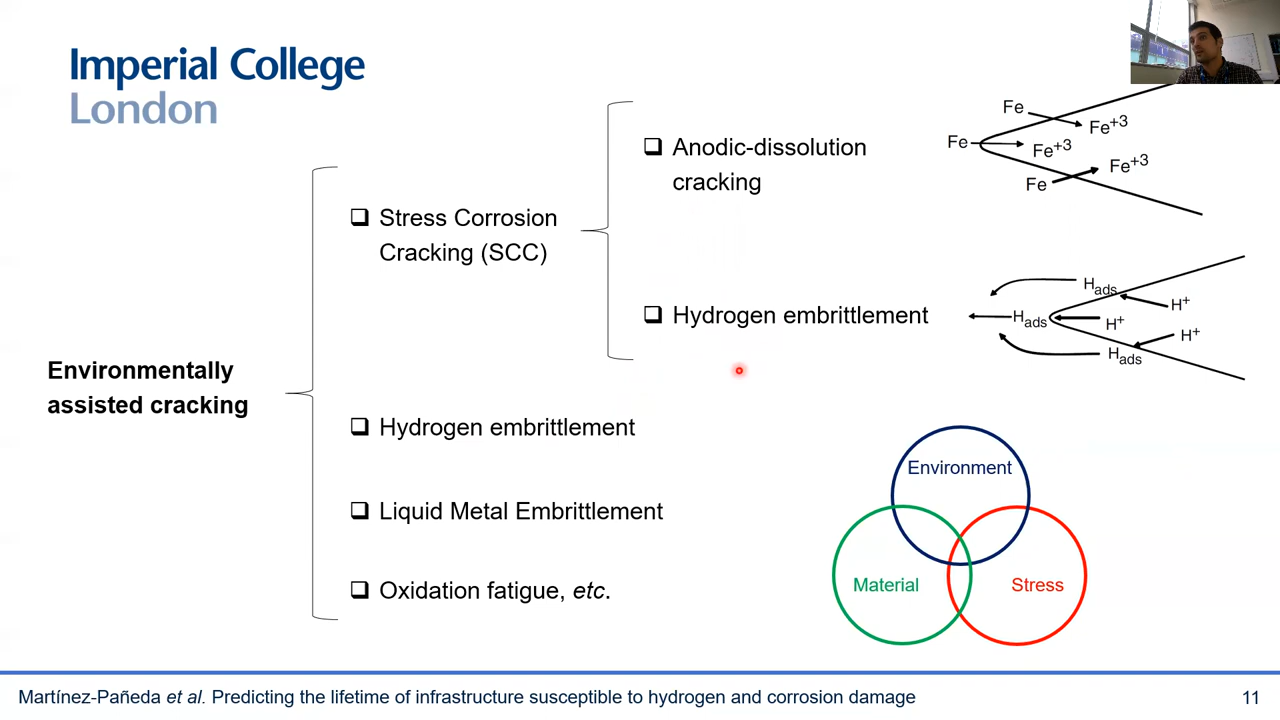 Imperial College
London
Environmentally
assisted cracking
❑ Stress Corrosion
Cracking (SCC)
❑ Hydrogen embrittlement
❑ Liquid Metal Embrittlement
❑ Oxidation fatigue, etc.
❑ Anodic-dissolution
cracking
❑ Hydrogen embrittlement
Fe Fe+3
Fe Fe+3
Fe Fe+3
Hads H+
Hads H+
Hads H+
Environment
Material Stress
Martínez-Pañeda et al. Predicting the lifetime of infrastructure susceptible to hydrogen and corrosion damage 11